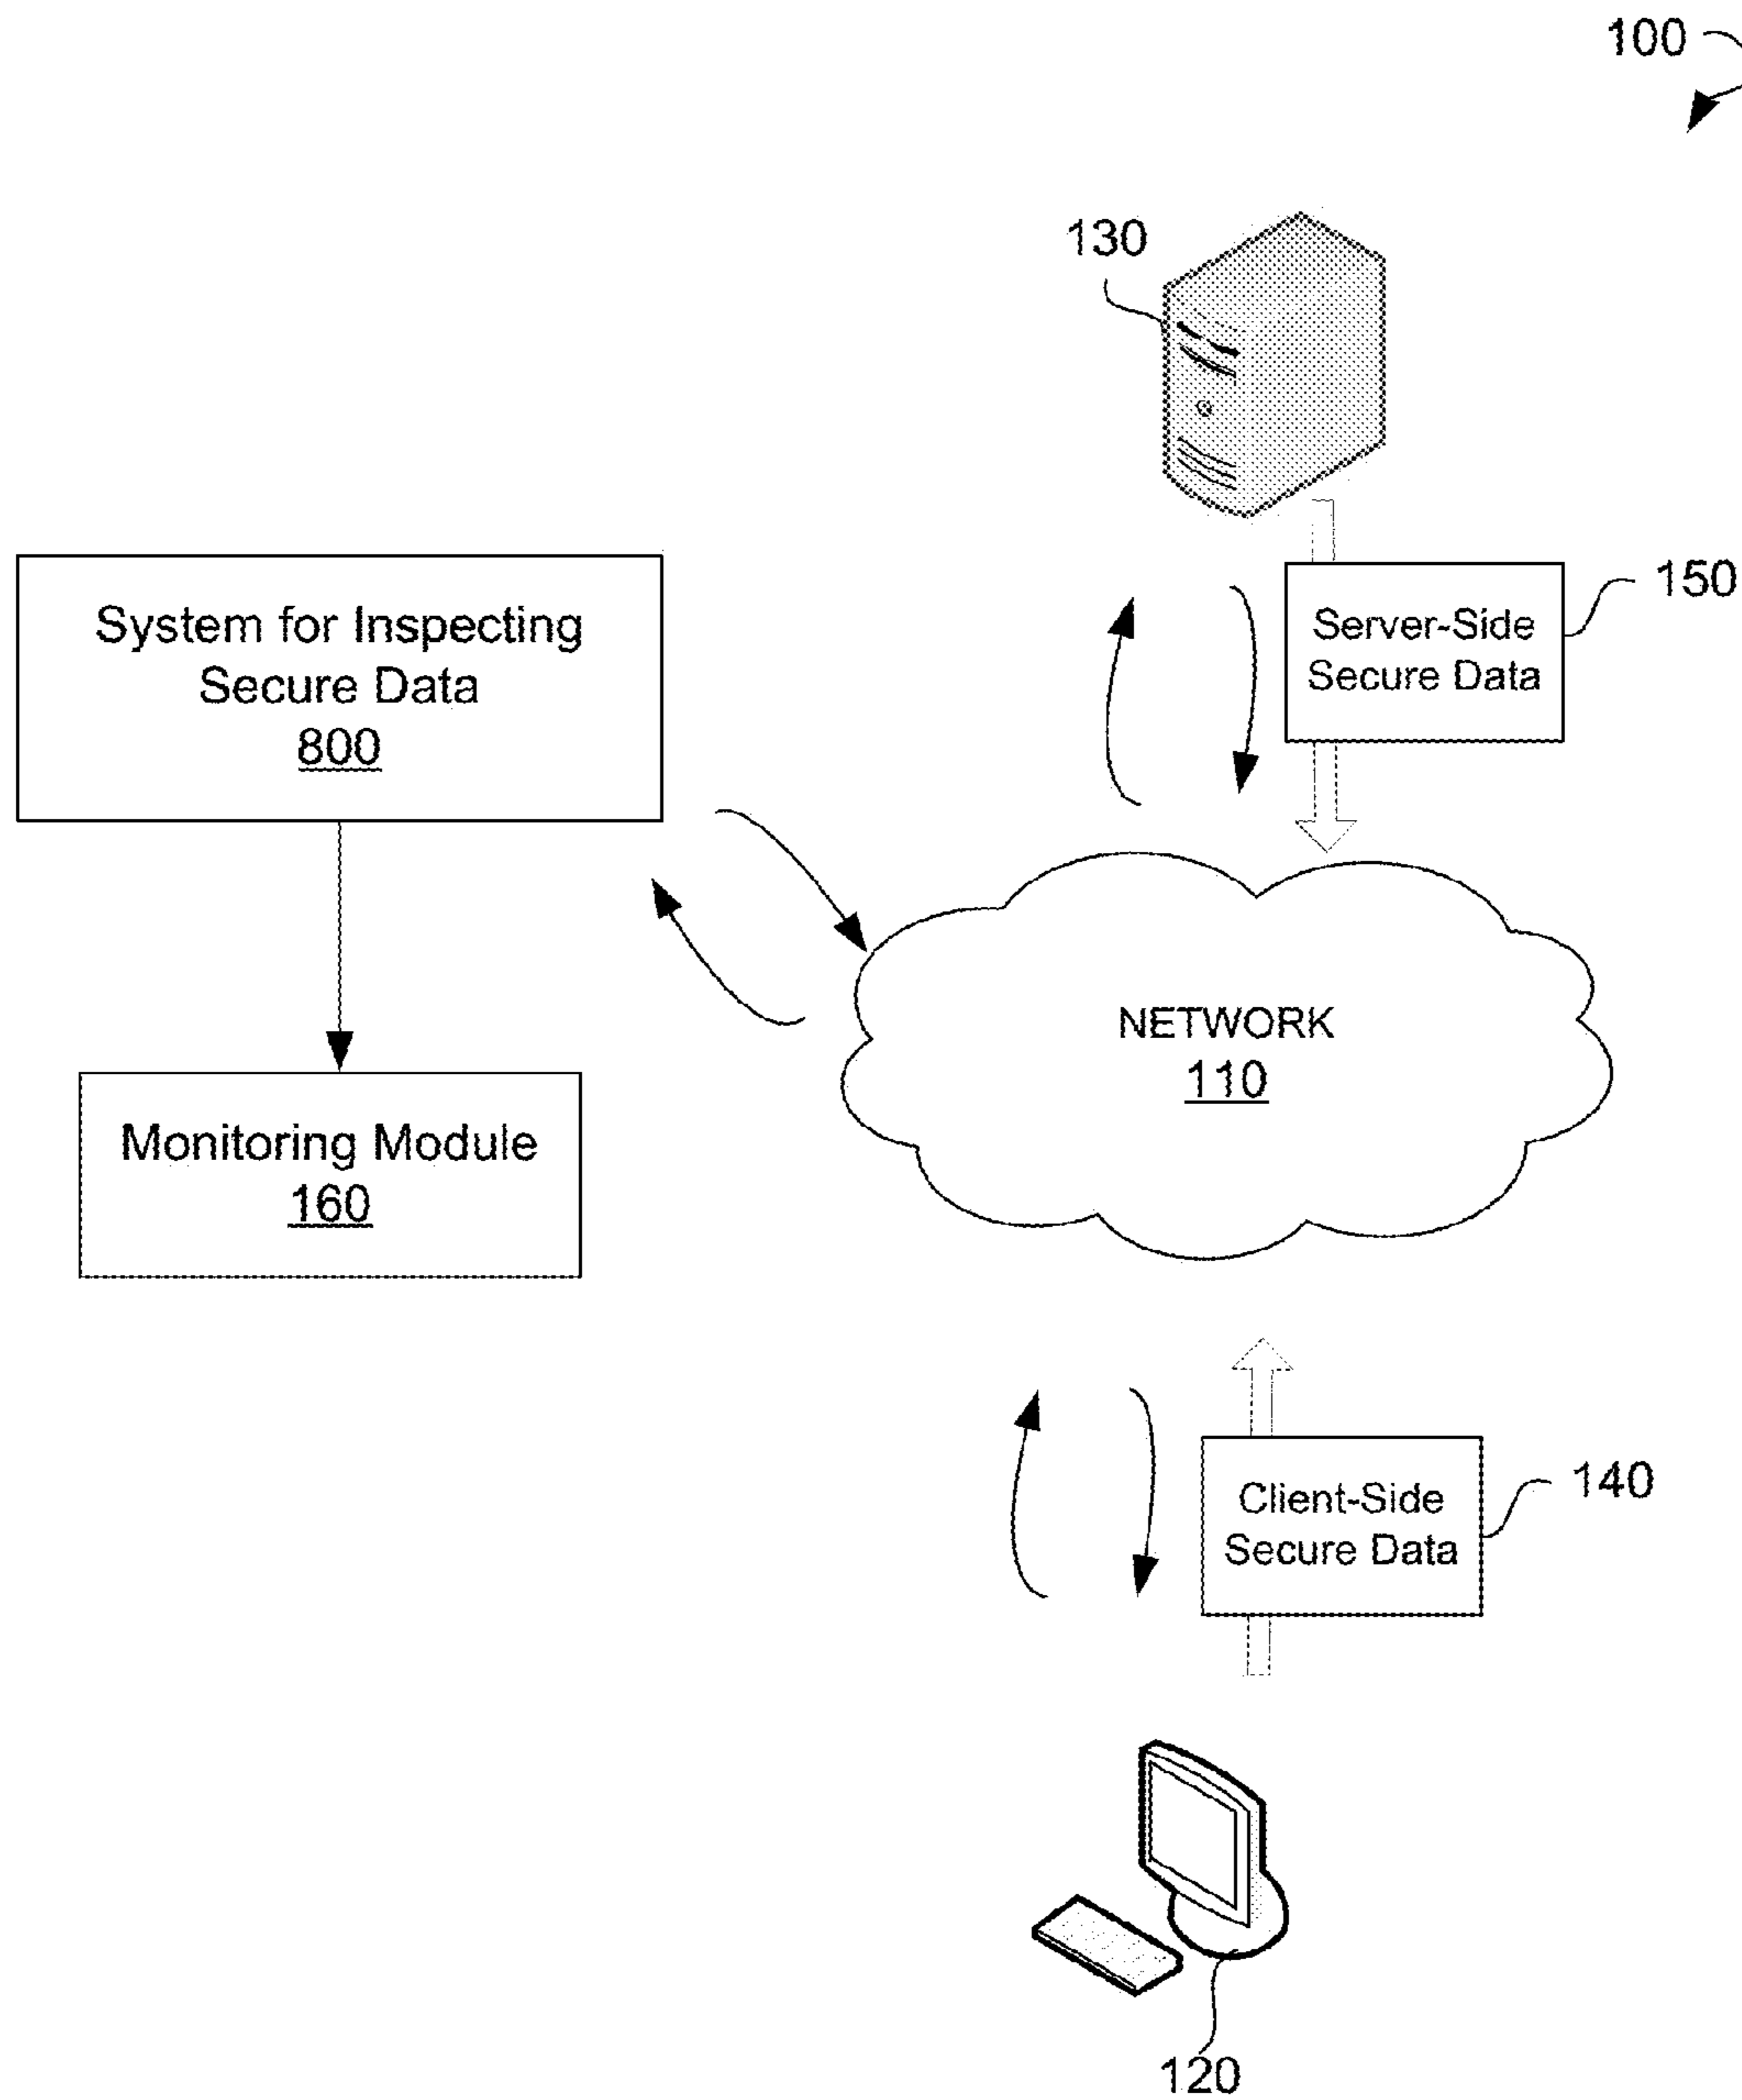 100
130
150
Server-Side
Secure Data
System for Inspecting
Secure Data
800
NETWORK
110
Monitoring Module
160
140
Client-Side
Secure Data
120